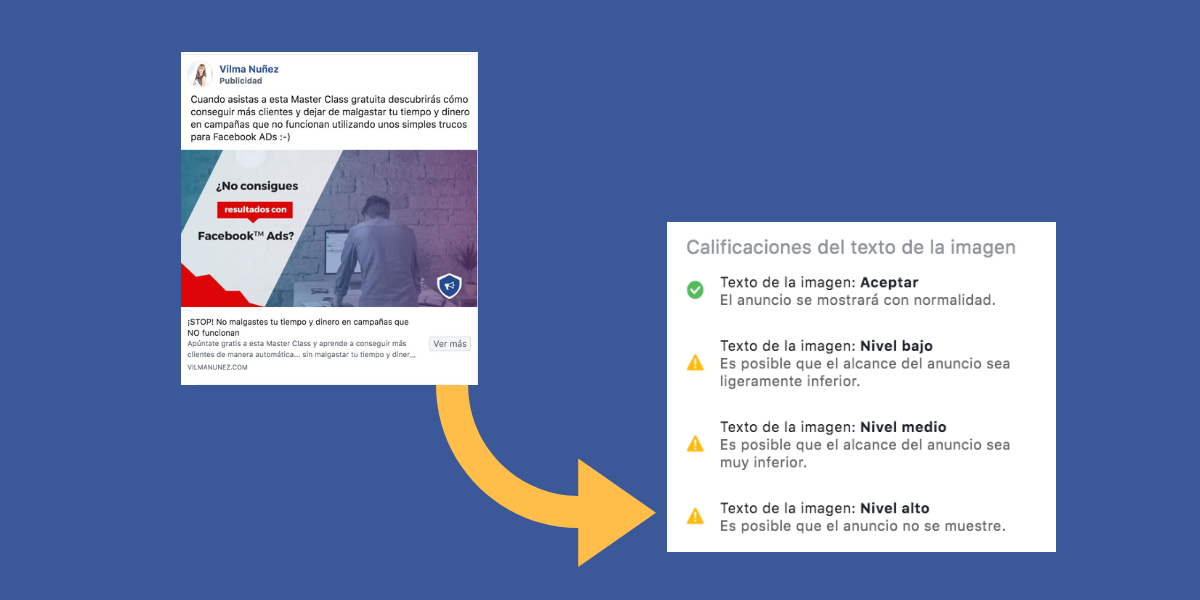 Vilma Nuñez
Publicidad
Cuando asistas a esta Master Class gratuita descubrirás cómo
conseguir más clientes y dejar de malgastar tu tiempo y dinero
en campañas que no funcionan utilizando unos simples trucos
para Facebook ADs :-)
¿No consigues
resultados con
Facebook™ Ads?
¡STOP! No malgastes tu tiempo y dinero en campañas que
NO funcionan
Apúntate gratis a esta Master Class y aprende a conseguir más
clientes de manera automática... sin malgastar tu tiempo y diner...
VILMANUNEZ.COM
Ver más
Calificaciones del texto de la imagen
Texto de la imagen: Aceptar
El anuncio se mostrará con normalidad.
Texto de la imagen: Nivel bajo
Es posible que el alcance del anuncio sea
ligeramente inferior.
Texto de la imagen: Nivel medio
Es posible que el alcance del anuncio sea
muy inferior.
Texto de la imagen: Nivel alto
Es posible que el anuncio no se muestre.